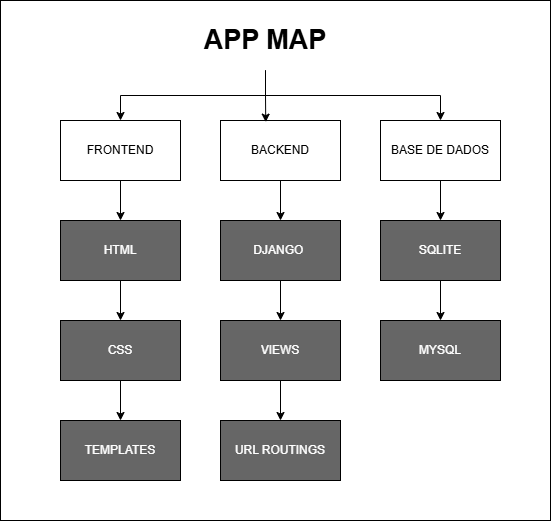 APP MAP
FRONTEND
BACKEND
BASE DE DADOS
HTML
DJANGO
SQLITE
CSS
VIEWS
MYSQL
TEMPLATES
URL ROUTINGS